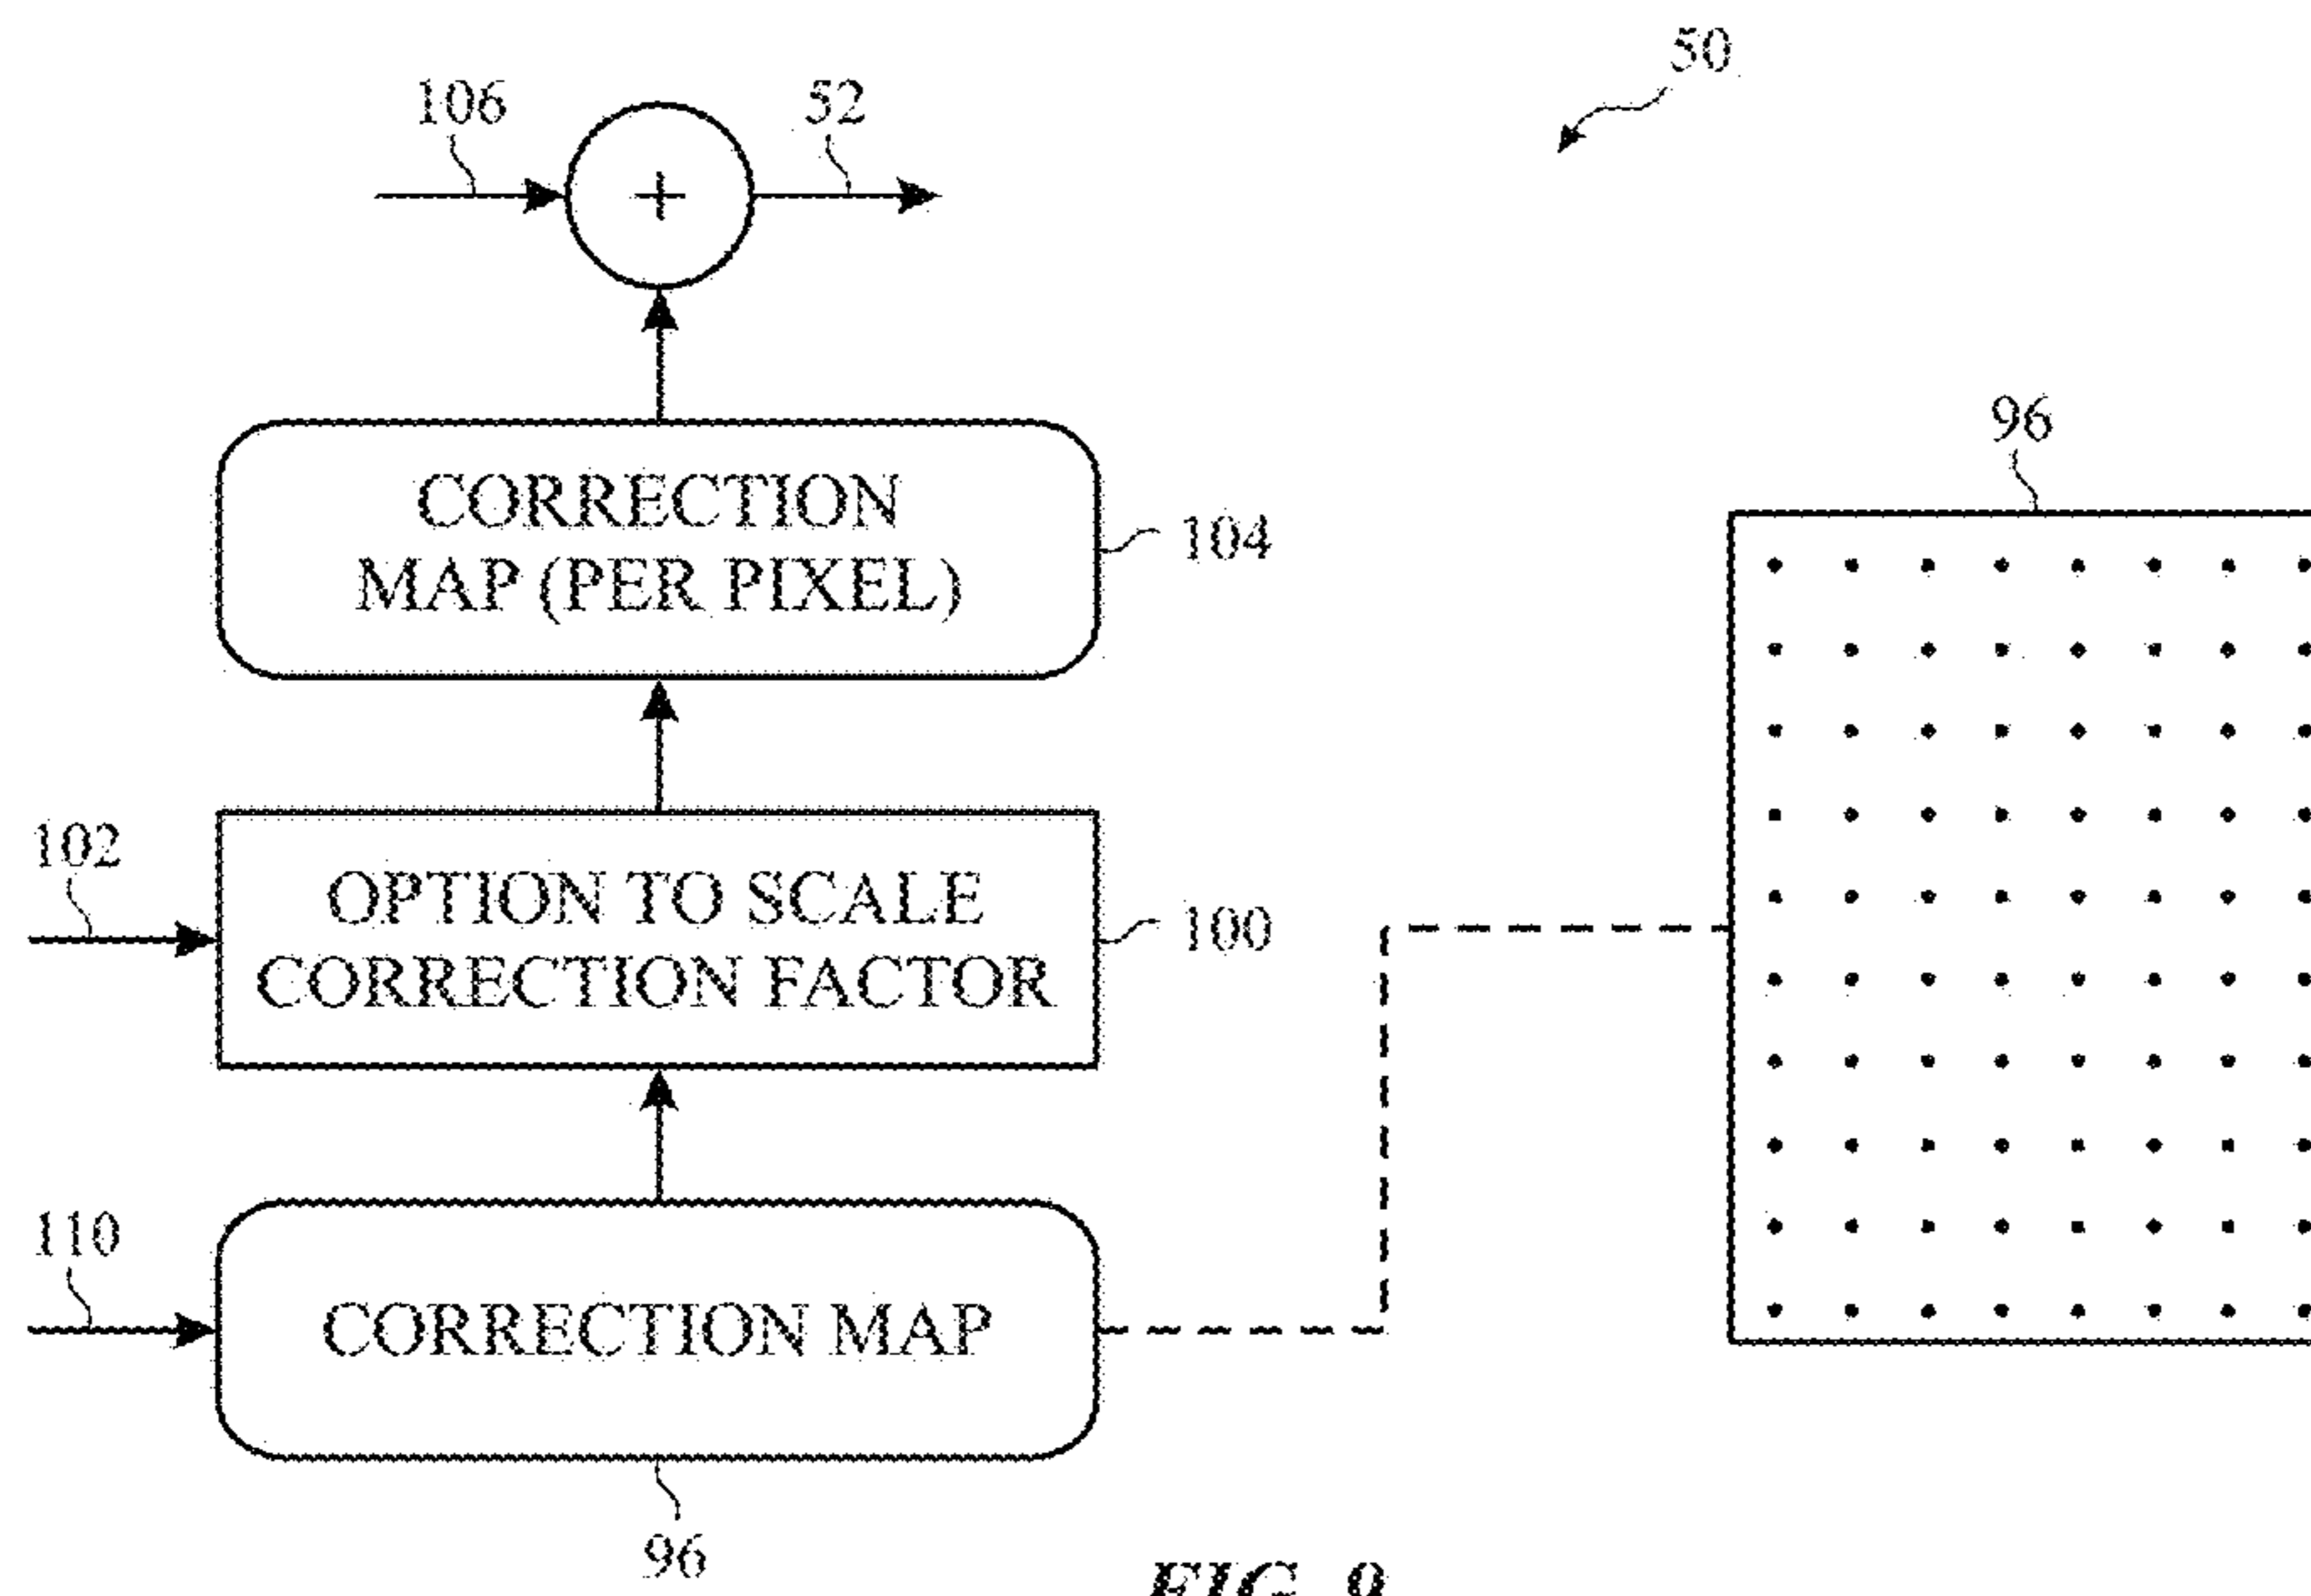 50
106
52
+
96
CORRECTION
MAP (PER PIXEL)
104
102
OPTION TO SCALE
CORRECTION FACTOR
100
110
CORRECTION MAP
96